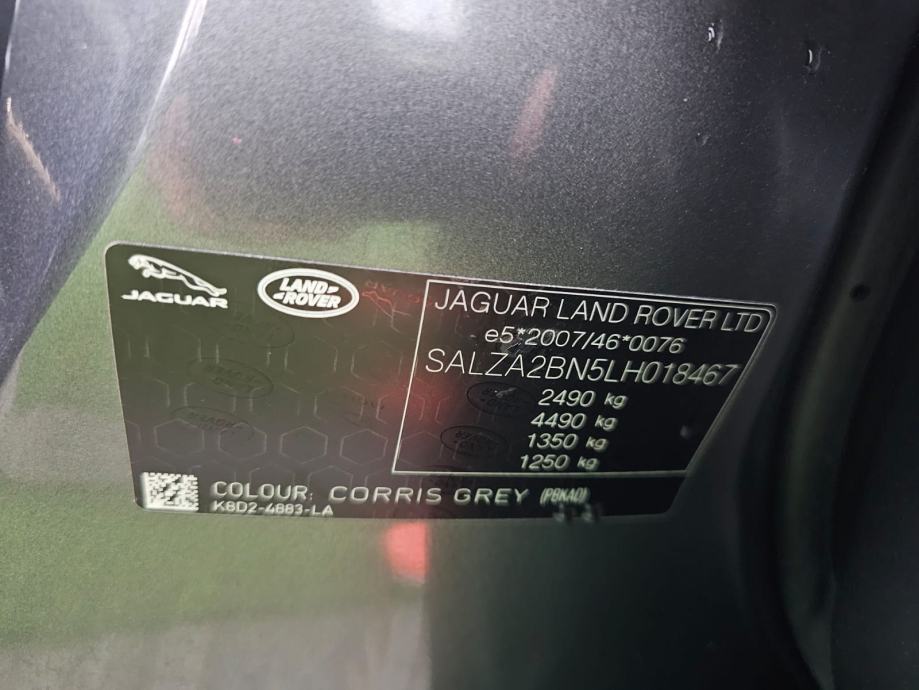 JAGUAR
LAND
ROVER
JAGUAR LAND ROVER LTD
e5*2007/46*0076
SALZA2BN5LH018467
2490 kg
4490 kg
1350 kg
1250 kg
COLOUR: CORRIS GREY
K8D2-4883-LA